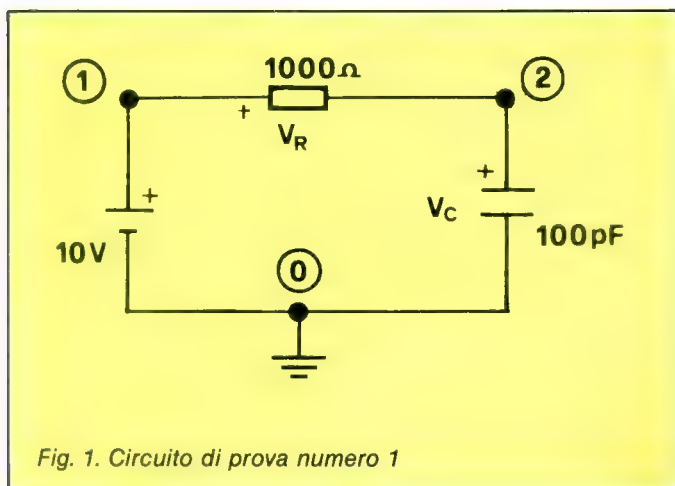 1000Ω
① ②
+ V_R
+ +
V_C
10V 100pF
⓪
Fig. 1. Circuito di prova numero 1